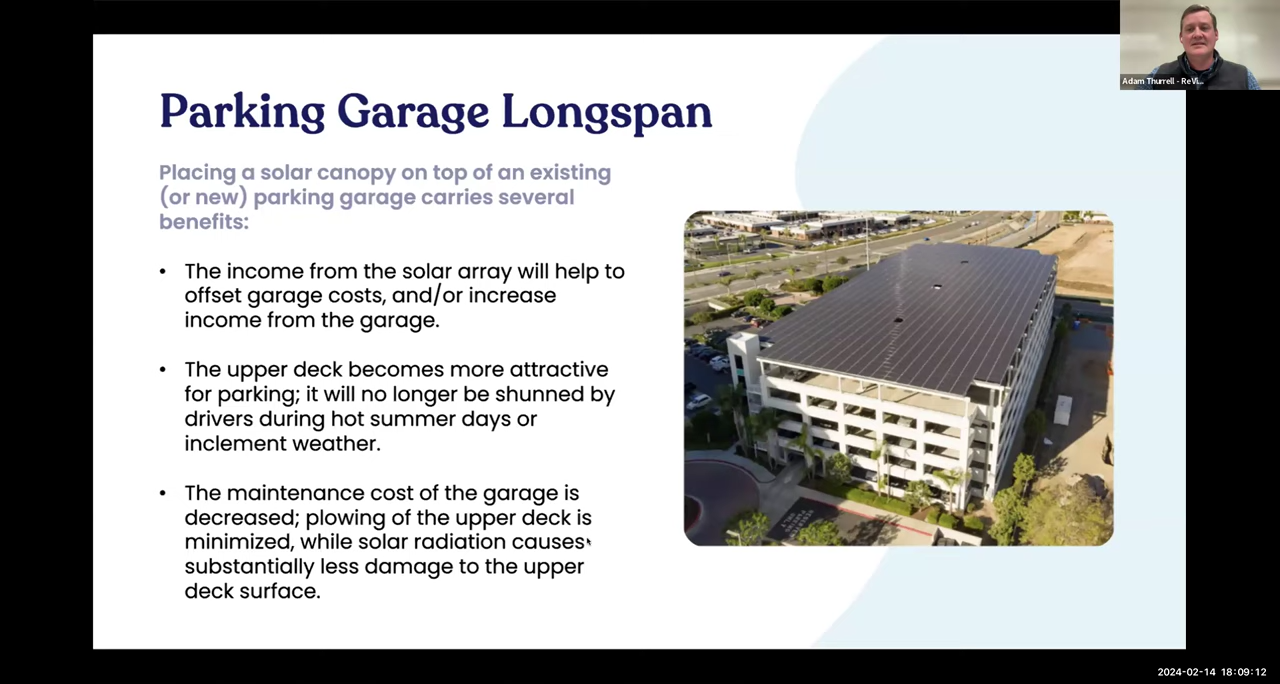 Adam Thurrell - ReVi...
Parking Garage Longspan
Placing a solar canopy on top of an existing
(or new) parking garage carries several
benefits:
• The income from the solar array will help to
offset garage costs, and/or increase
income from the garage.
• The upper deck becomes more attractive
for parking; it will no longer be shunned by
drivers during hot summer days or
inclement weather.
• The maintenance cost of the garage is
decreased; plowing of the upper deck is
minimized, while solar radiation causes
substantially less damage to the upper
deck surface.
2024-02-14 18:09:12